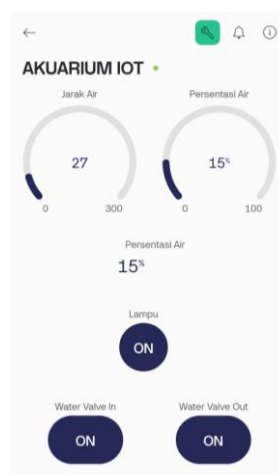 AKUARIUM IOT
Jarak Air Persentasi Air
27 15%
0 300 0 100
Persentasi Air
15%
Lampu
ON
Water Valve In Water Valve Out
ON ON